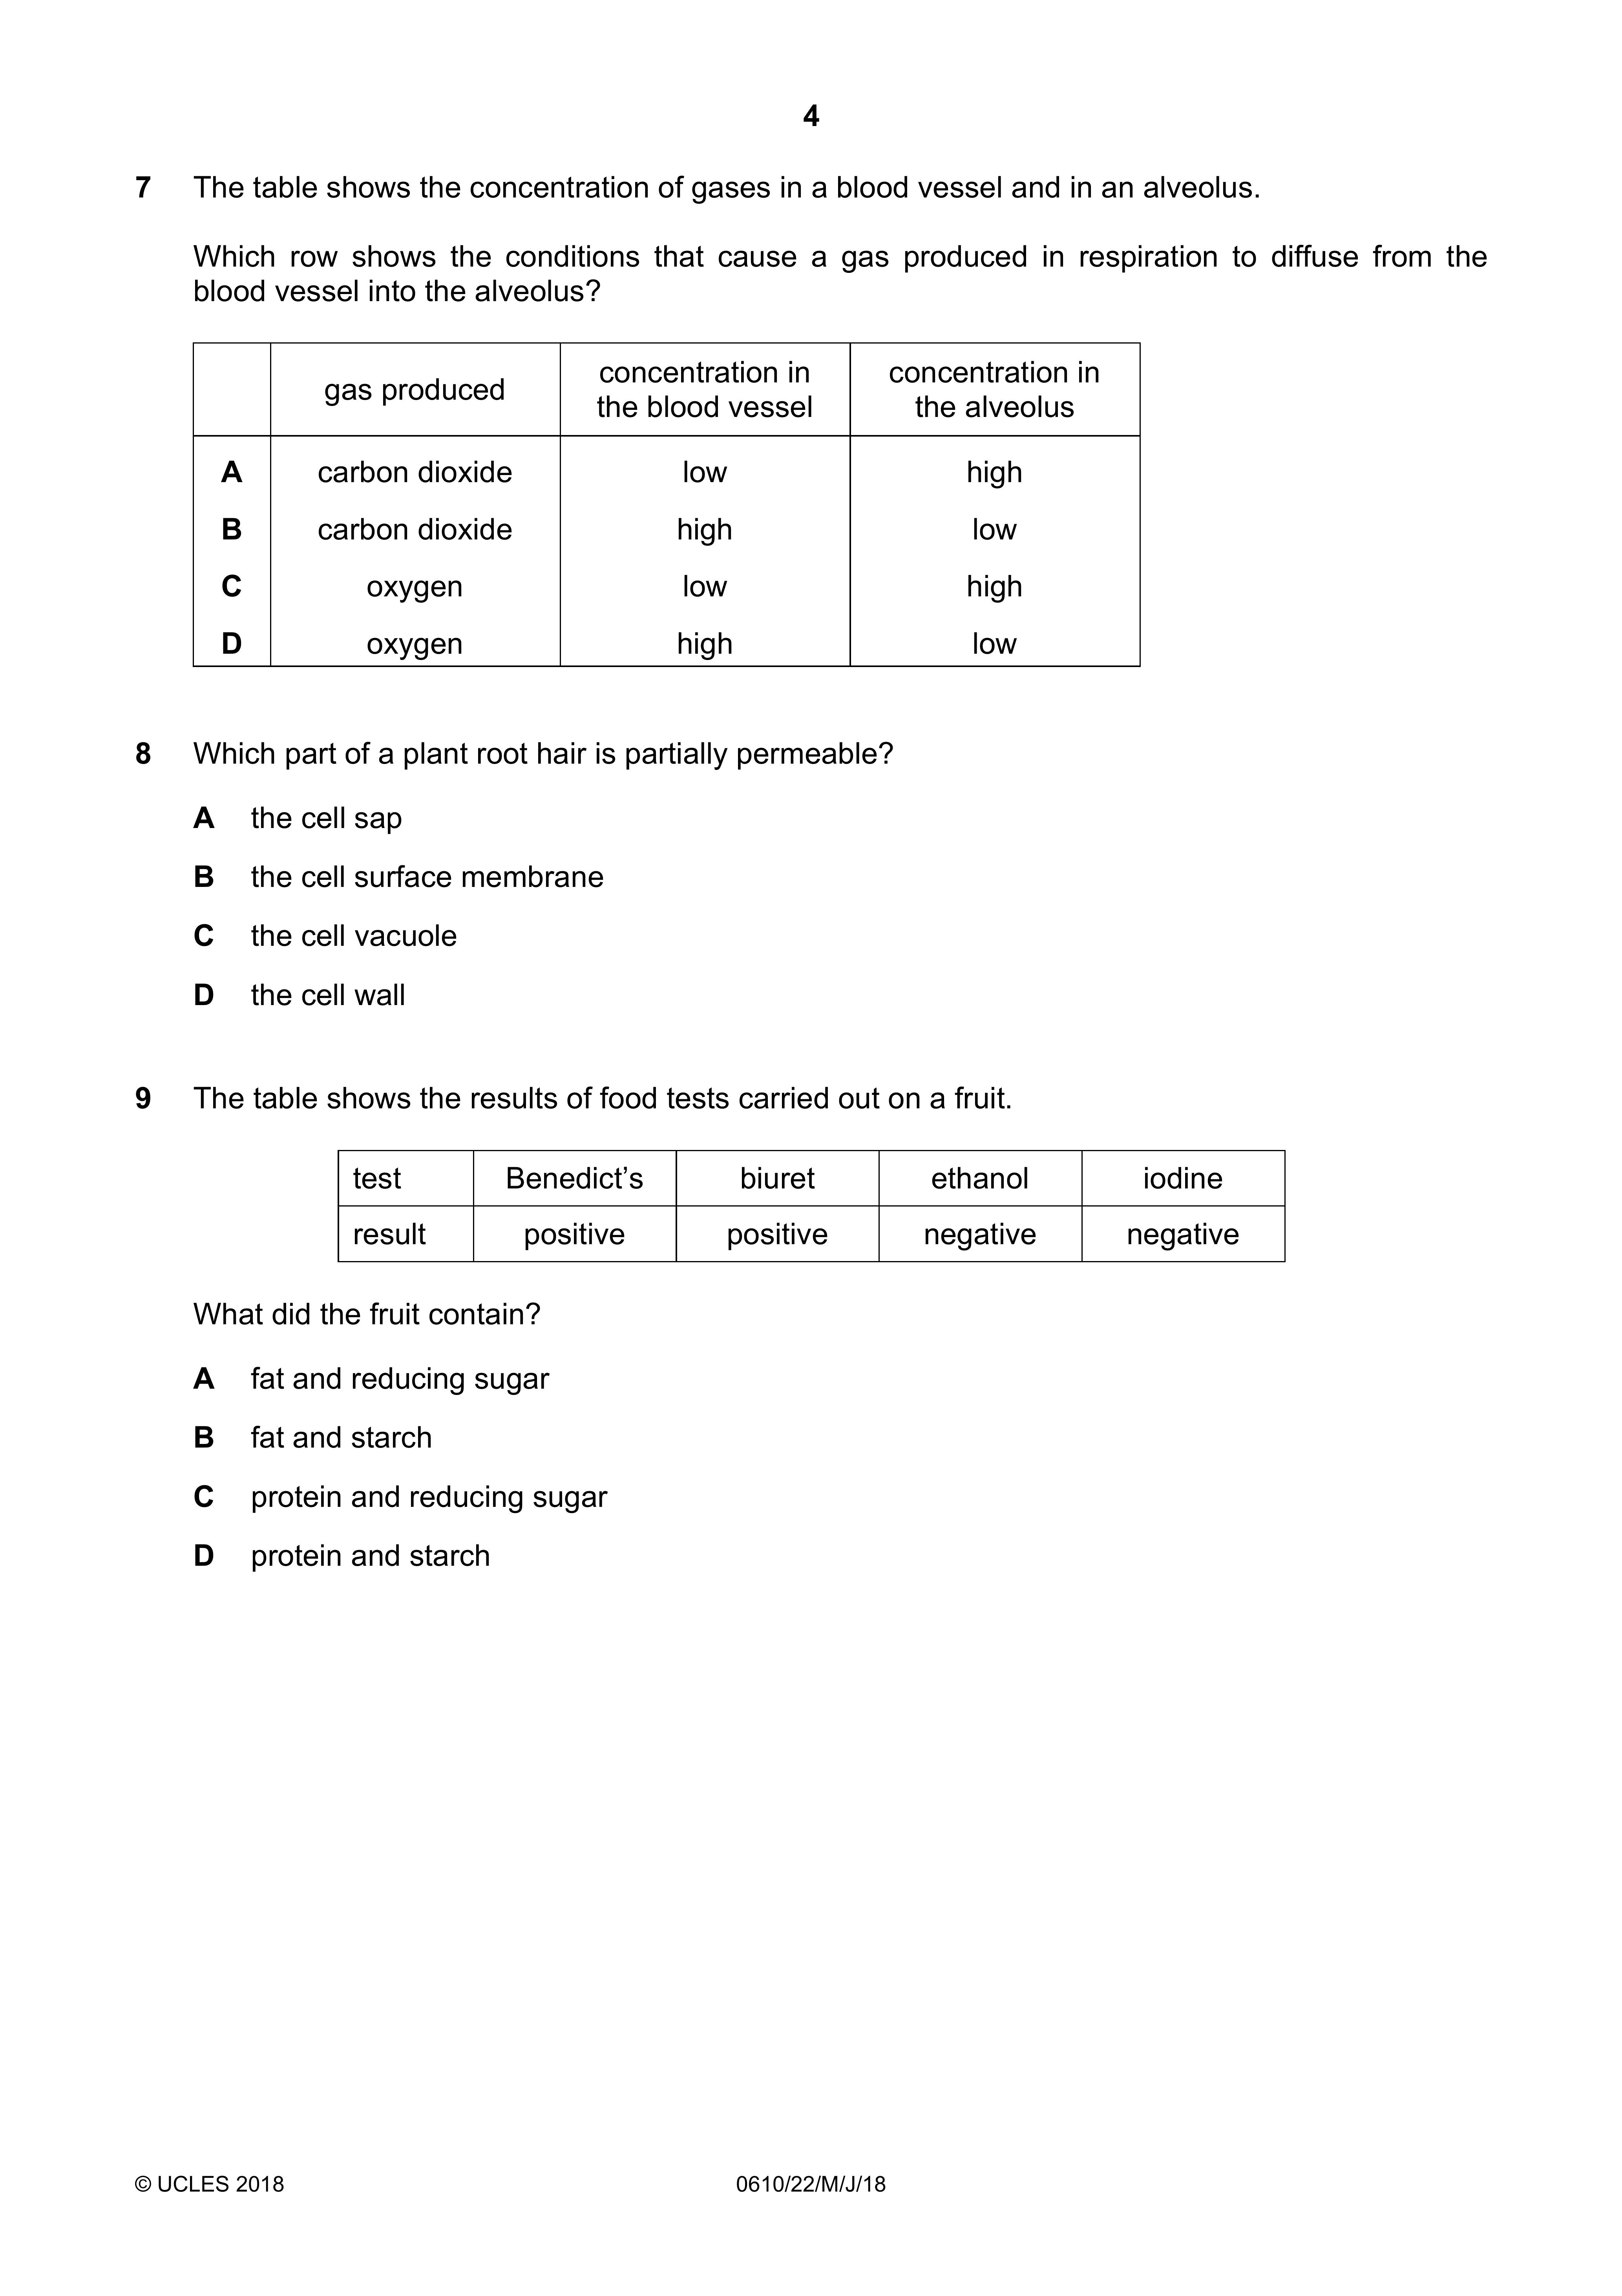 4
7 The table shows the concentration of gases in a blood vessel and in an alveolus.
Which row shows the conditions that cause a gas produced in respiration to diffuse from the
blood vessel into the alveolus?
gas produced concentration in the blood vessel concentration in the alveolus
A carbon dioxide low high
B carbon dioxide high low
C oxygen low high
D oxygen high low
8 Which part of a plant root hair is partially permeable?
A the cell sap
B the cell surface membrane
C the cell vacuole
D the cell wall
9 The table shows the results of food tests carried out on a fruit.
test Benedict’s biuret ethanol iodine
result positive positive negative negative
What did the fruit contain?
A fat and reducing sugar
B fat and starch
C protein and reducing sugar
D protein and starch
© UCLES 2018 0610/22/M/J/18